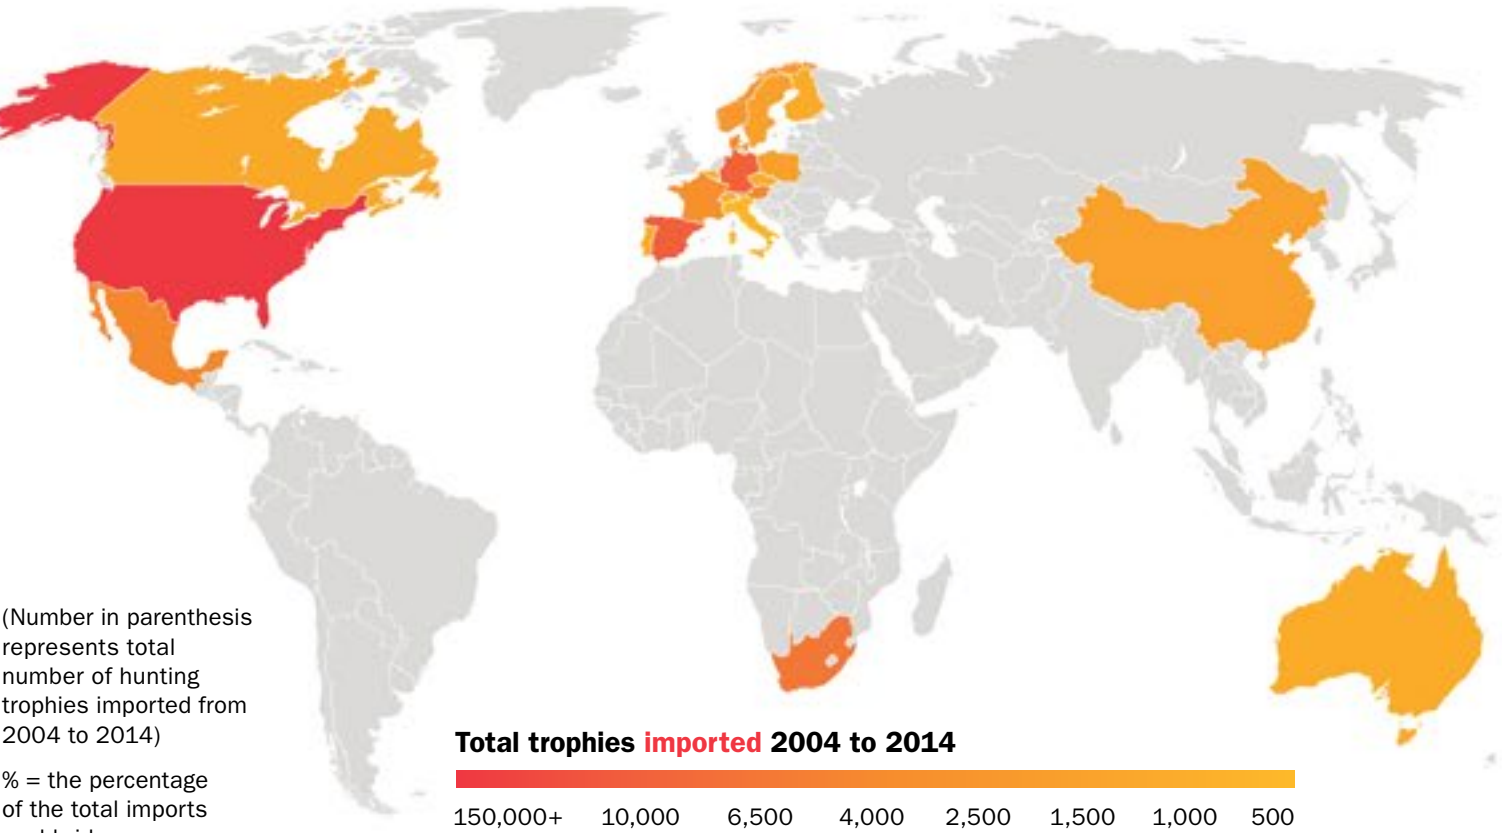 (Number in parenthesis
represents total
number of hunting
trophies imported from
2004 to 2014)
% = the percentage
of the total imports
Total trophies imported 2004 to 2014
150,000+ 10,000 6,500 4,000 2,500 1,500 1,000 500